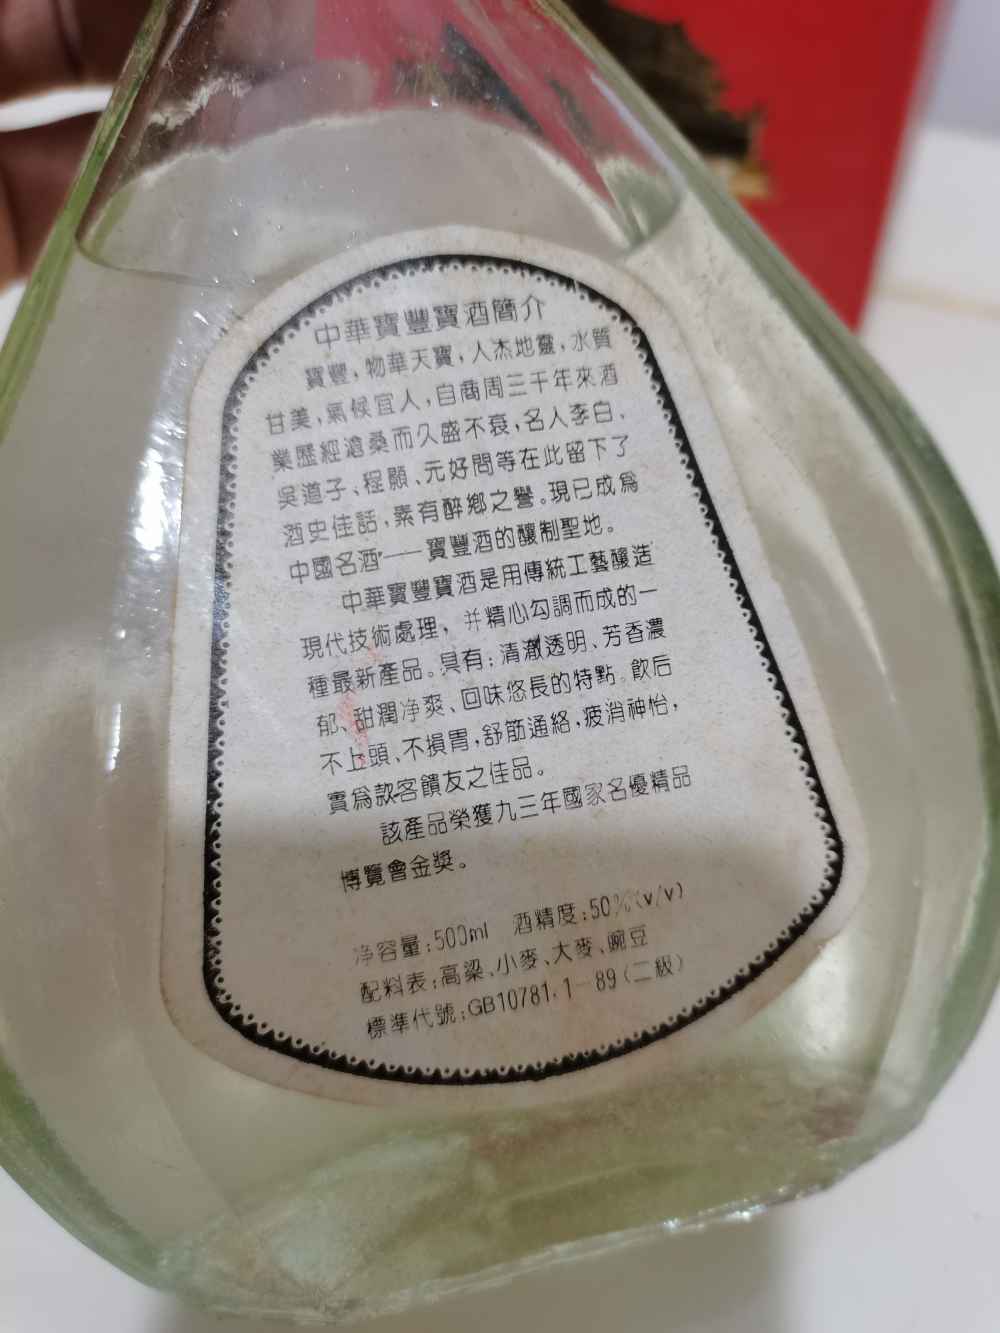 中華寶豐寶酒簡介
寶豐，物華天寶，人杰地靈，水質
甘美，氣候宜人，自商周三千年來酒
業歷經滄桑而久盛不衰，名人李白、
吳道子、程顥、元好問等在此留下了
酒史佳話，素有醉鄉之譽。現已成爲
中國名酒——寶豐酒的釀制聖地。
中華寶豐寶酒是用傳統工藝釀造
現代技術處理，并精心勾調而成的一
種最新產品。具有：清澈透明、芳香濃
郁、甜潤净爽、回味悠長的特點。飲后
不上頭、不損胃，舒筋通絡，疲消神怡，
實爲款客饋友之佳品。
該產品榮獲九三年國家名優精品
博覽會金獎。
净容量：500ml 酒精度：50%(v/v)
配料表：高粱、小麥、大麥、豌豆
標準代號：GB10781.1—89（二級）